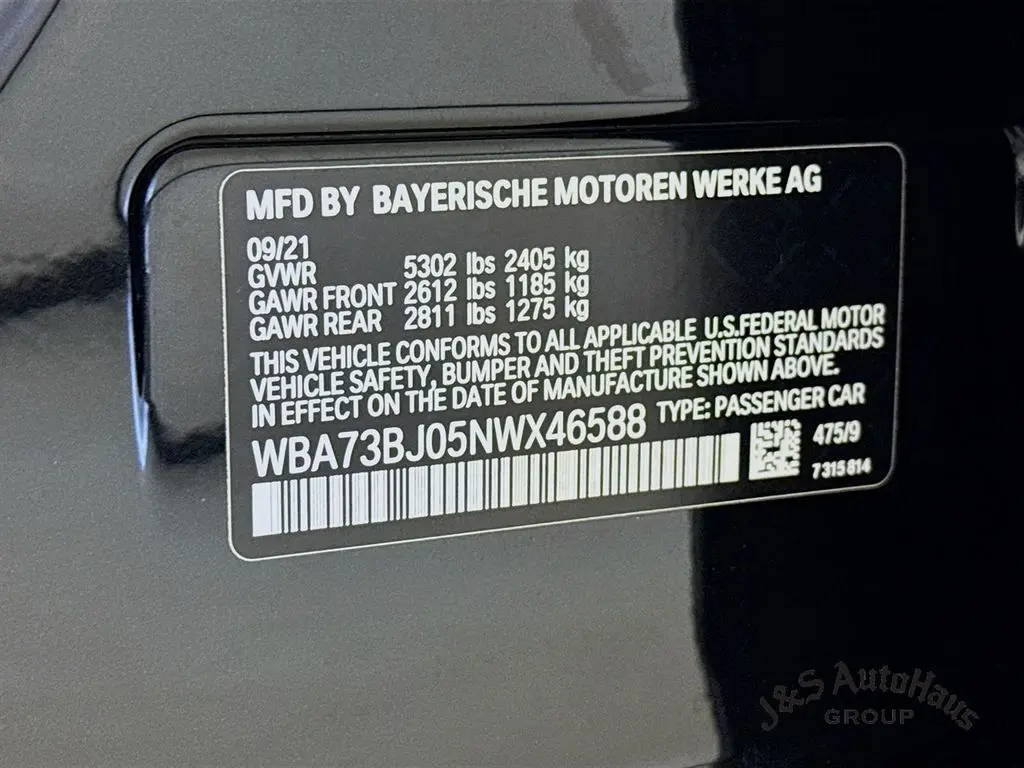 MFD BY BAYERISCHE MOTOREN WERKE AG
09/21
GVWR 5302 lbs 2405 kg
GAWR FRONT 2612 lbs 1185 kg
GAWR REAR 2811 lbs 1275 kg
THIS VEHICLE CONFORMS TO ALL APPLICABLE U.S.FEDERAL MOTOR
VEHICLE SAFETY, BUMPER AND THEFT PREVENTION STANDARDS
IN EFFECT ON THE DATE OF MANUFACTURE SHOWN ABOVE.
WBA73BJ05NWX46588 TYPE: PASSENGER CAR
475/9
7 315 814
J&S AutoHaus
GROUP